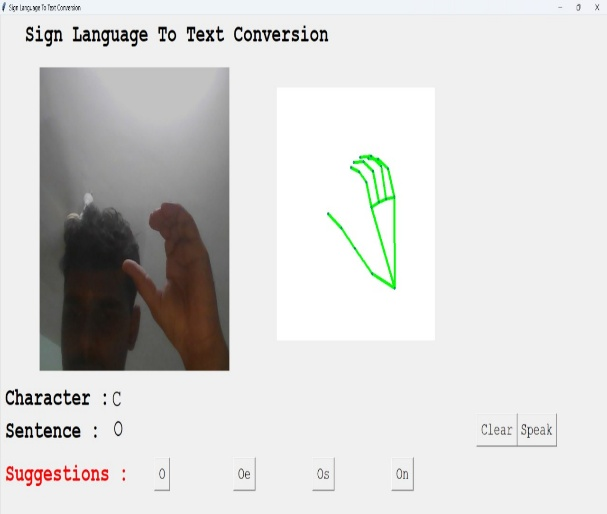 Sign Language To Text Conversion
Sign Language To Text Conversion
Character : C
Sentence : O
Clear Speak
Suggestions : O Oe Os On